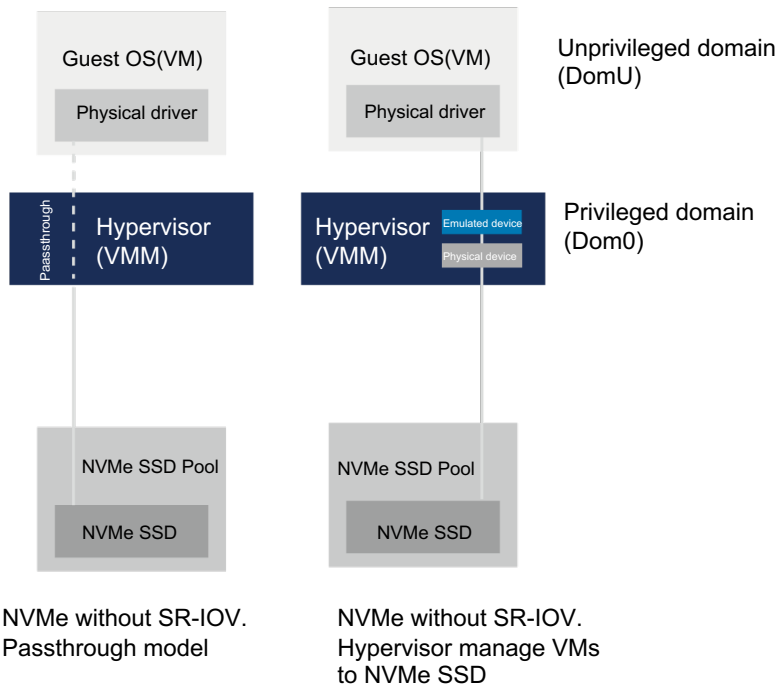 Guest OS(VM)
Physical driver
Paassthrough
Hypervisor
(VMM)
NVMe SSD Pool
NVMe SSD
NVMe without SR-IOV.
Passthrough model
Guest OS(VM)
Physical driver
Hypervisor
(VMM)
Emulated device
Physical device
NVMe SSD Pool
NVMe SSD
NVMe without SR-IOV.
Hypervisor manage VMs
to NVMe SSD
Unprivileged domain
(DomU)
Privileged domain
(Dom0)